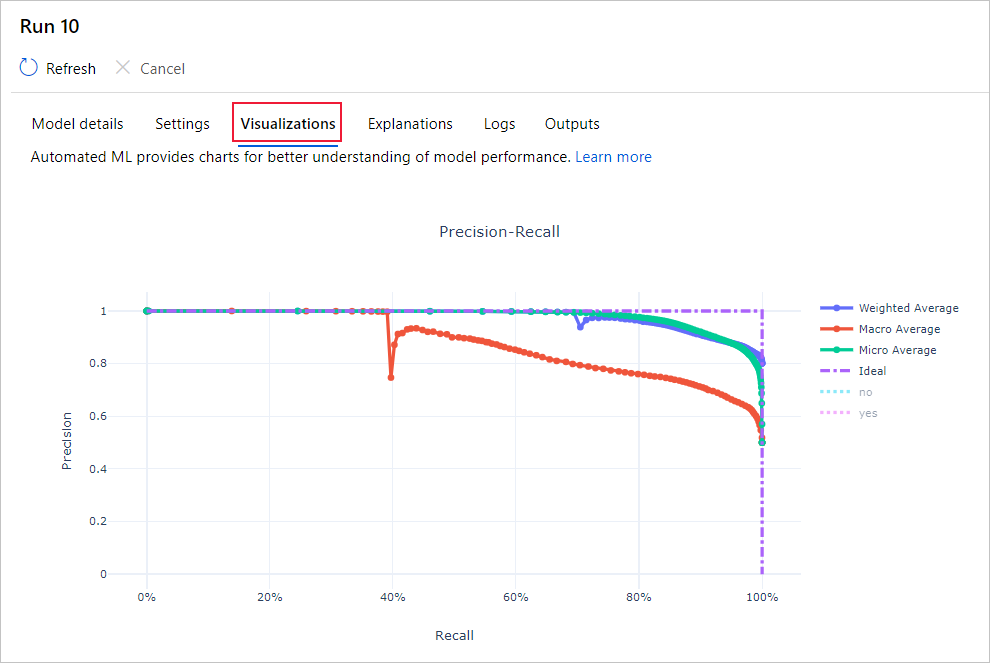 Run 10
Refresh Cancel
Model details Settings Visualizations Explanations Logs Outputs
Automated ML provides charts for better understanding of model performance. Learn more
Precision-Recall
1
0.8
0.6
0.4
0.2
0
Precision
0% 20% 40% 60% 80% 100%
Recall
Weighted Average
Macro Average
Micro Average
Ideal
no
yes